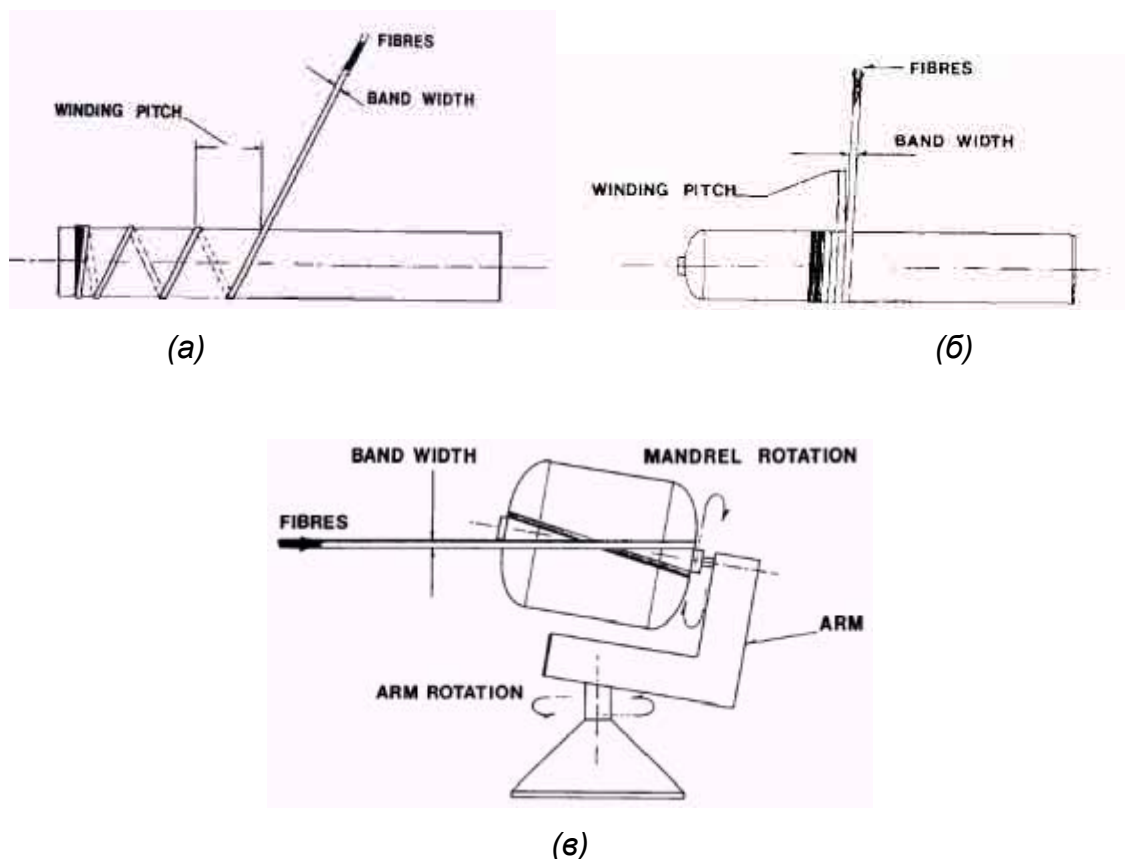 FIBRES
BAND WIDTH
WINDING PITCH
(а)
FIBRES
BAND WIDTH
WINDING PITCH
(б)
BAND WIDTH
MANDREL ROTATION
FIBRES
ARM
ARM ROTATION
(в)